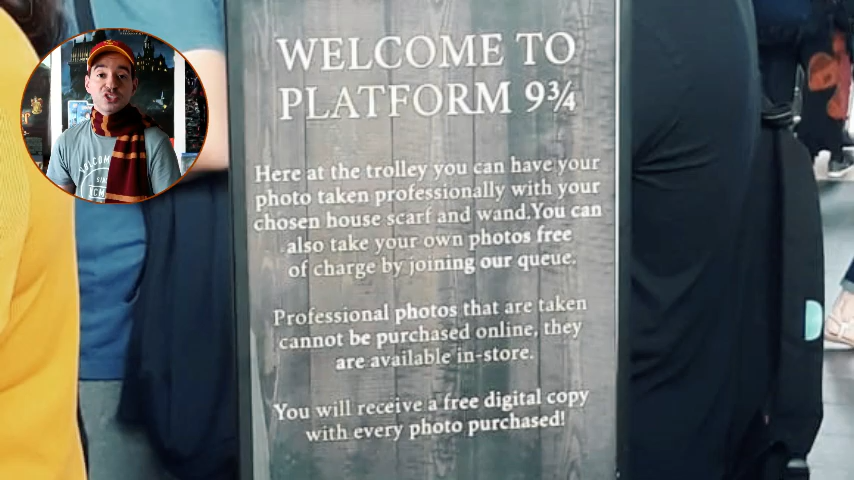 WELCOME TO
PLATFORM 9¾
Here at the trolley you can have your
photo taken professionally with your
chosen house scarf and wand.You can
also take your own photos free
of charge by joining our queue.
Professional photos that are taken
cannot be purchased online, they
are available in-store.
You will receive a free digital copy
with every photo purchased!